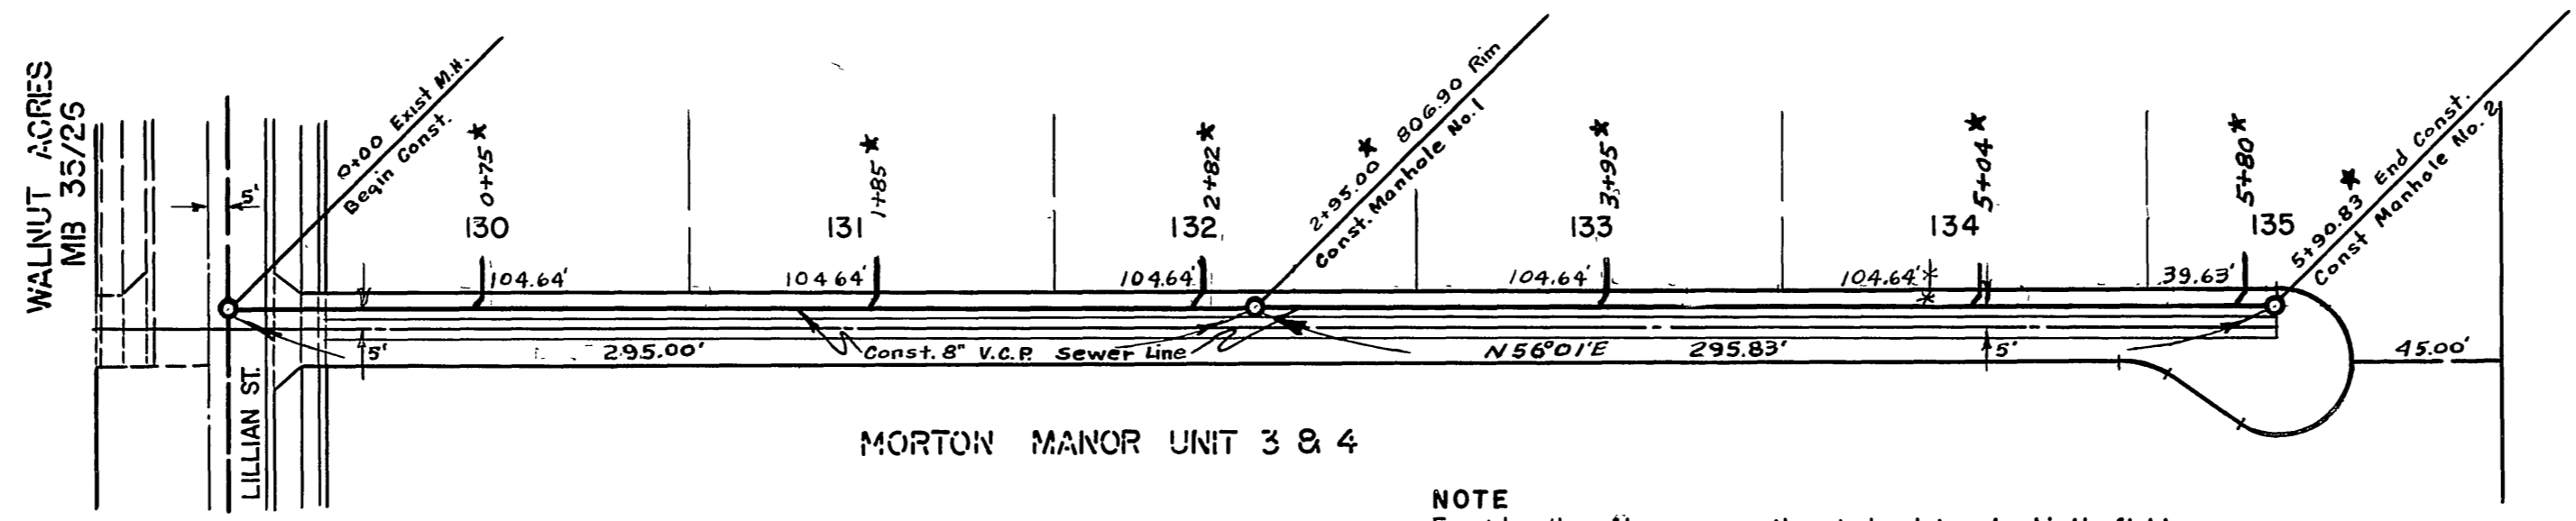 WALNUT ACRES
MB 35/26
5'
0+00 Exist M.H.
Begin Const.
0+75*
1+85*
2+82*
2+95.00* 806.90 Rim
Const. Manhole No.1
3+95*
5+04*
5+80*
5+90.83* End Const.
Const Manhole No. 2
130
131
132
133
134
135
104.64'
104.64'
104.64'
104.64'
104.64'
39.63'
5'
295.00'
Const. 8" V.C.P. Sewer Line
N 56°01'E
295.83'
5'
45.00'
LILLIAN ST.
MORTON MANOR UNIT 3 & 4
NOTE